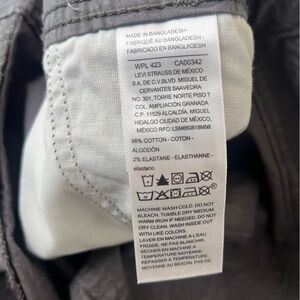 MADE IN BANGLADESH -
FABRIQUÉ AU BANGLADESH -
FABRICADO EN BANGLADESH
WPL 423 CA00342
LEVI STRAUSS DE MÉXICO
S.A. DE C.V. BLVD. MIGUEL DE
CERVANTES SAAVEDRA
NO 301, TORRE NORTE PISO 7
COL AMPLIACIÓN GRANADA
C.P. 11529 ALCALDÍA, MIGUEL
HIDALGO CIUDAD DE MÉXICO,
MÉXICO RFC: LSM860818M98
98% COTTON - COTON -
ALGODÓN
2% ELASTANE - ELASTHANNE -
elastano
MACHINE WASH COLD. DO NOT
BLEACH. TUMBLE DRY MEDIUM.
WARM IRON IF NEEDED. DO NOT
DRY CLEAN. WASH INSIDE OUT
WITH LIKE COLORS.
LAVER EN MACHINE À L'EAU
FROIDE. NE PAS BLANCHIR.
SÉCHER EN MACHINE À
TEMPÉRATURE MOYENNE.
REPASSER À TEMPÉRATURE
MOYENNE AU BESOIN. PAS DE